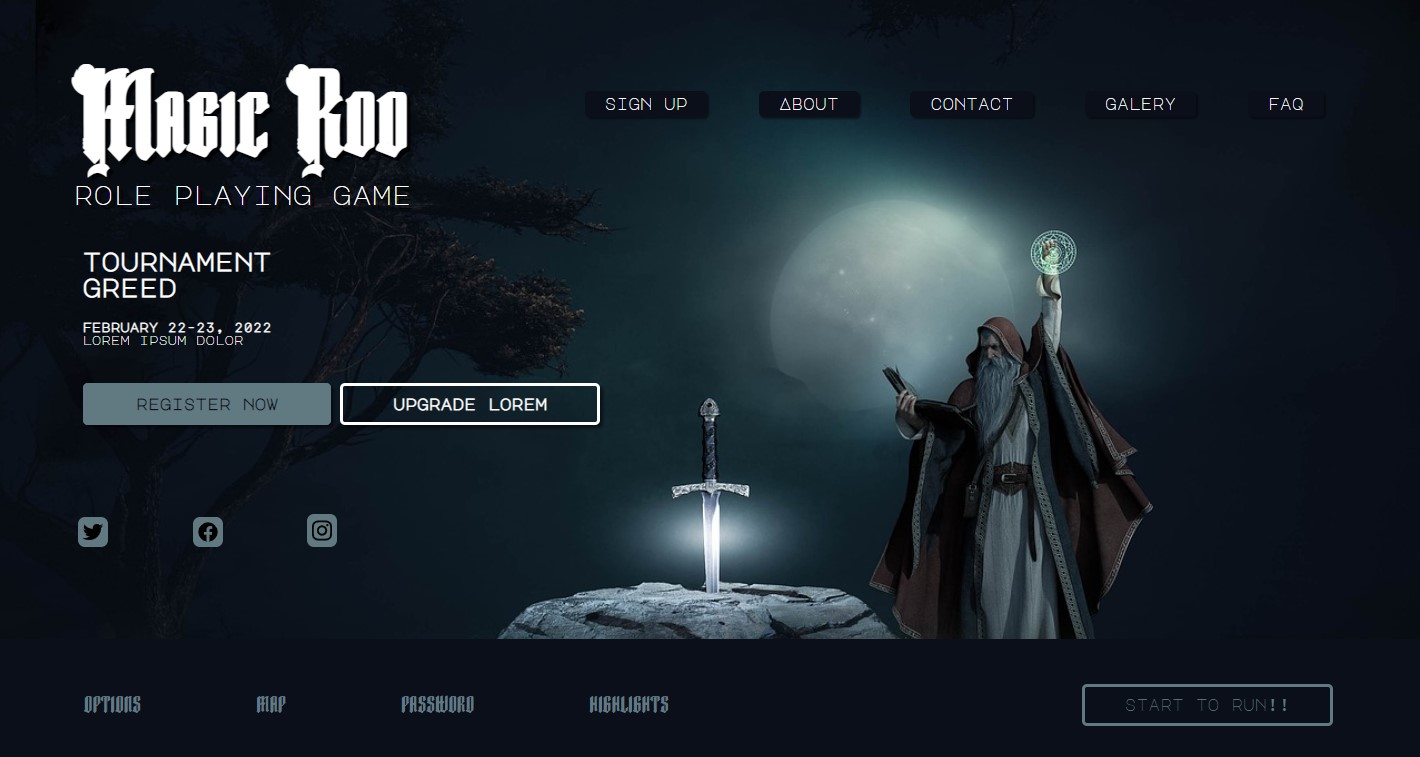 Magic Rod
ROLE PLAYING GAME
SIGN UP
ABOUT
CONTACT
GALERY
FAQ
TOURNAMENT
GREED
FEBRUARY 22-23, 2022
LOREM IPSUM DOLOR
REGISTER NOW
UPGRADE LOREM
OPTIONS
MAP
PASSWORD
HIGHLIGHTS
START TO RUN!!